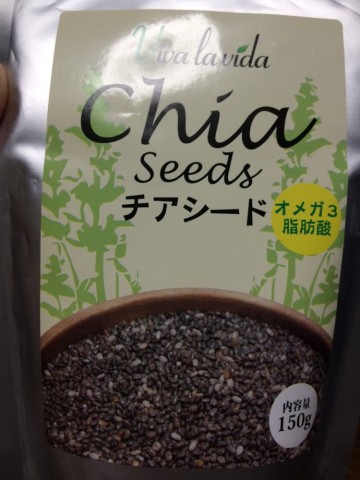 Viva la vida
Chia
Seeds
チアシード
オメガ3
脂肪酸
内容量
150g